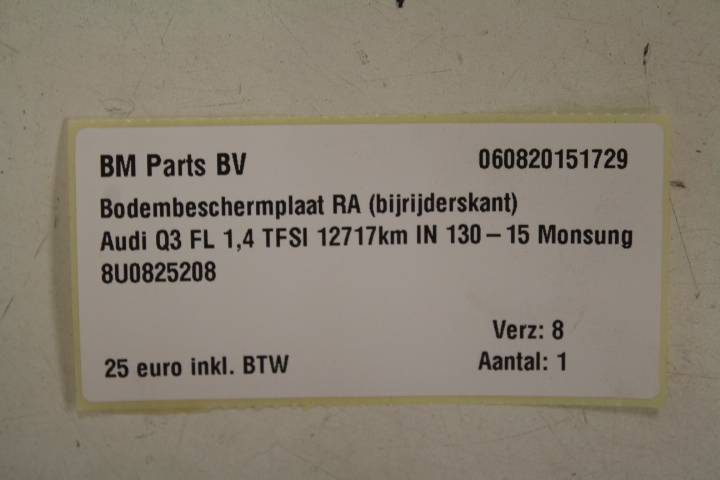 BM Parts BV 060820151729
Bodembeschermplaat RA (bijrijderskant)
Audi Q3 FL 1,4 TFSI 12717km IN 130 – 15 Monsung
8U0825208
Verz: 8
25 euro inkl. BTW Aantal: 1